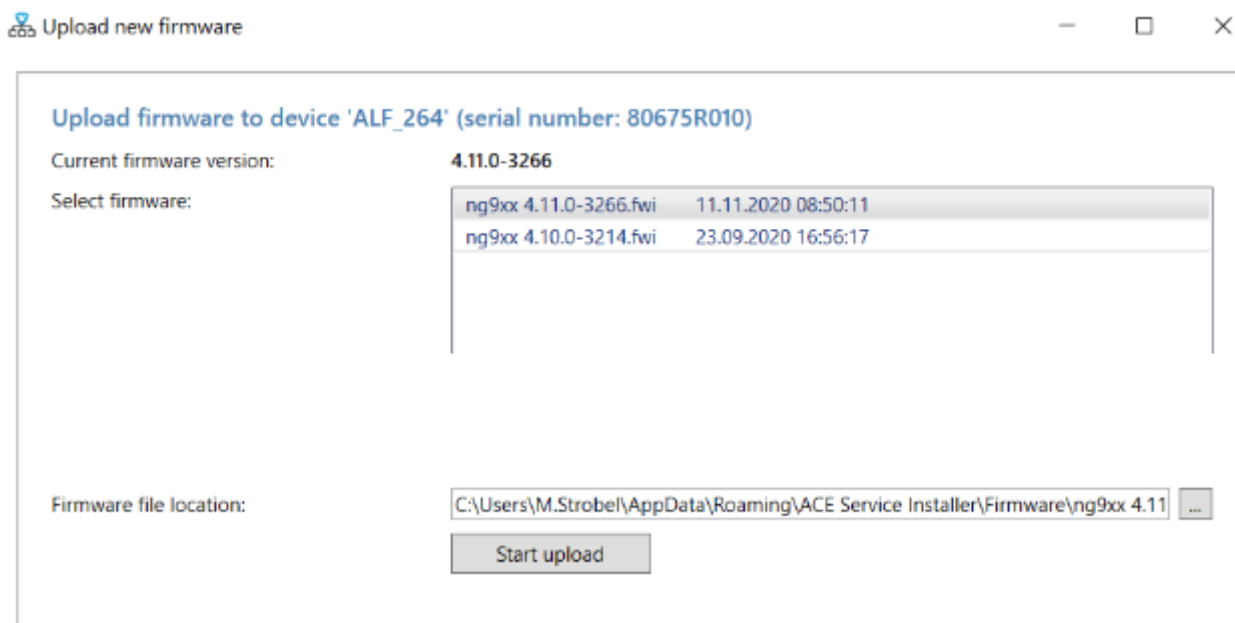 Upload new firmware
Upload firmware to device 'ALF_264' (serial number: 80675R010)
Current firmware version: 4.11.0-3266
Select firmware:
ng9xx 4.11.0-3266.fwi 11.11.2020 08:50:11
ng9xx 4.10.0-3214.fwi 23.09.2020 16:56:17
Firmware file location: C:\Users\M.Strobel\AppData\Roaming\ACE Service Installer\Firmware\ng9xx 4.11 ...
Start upload